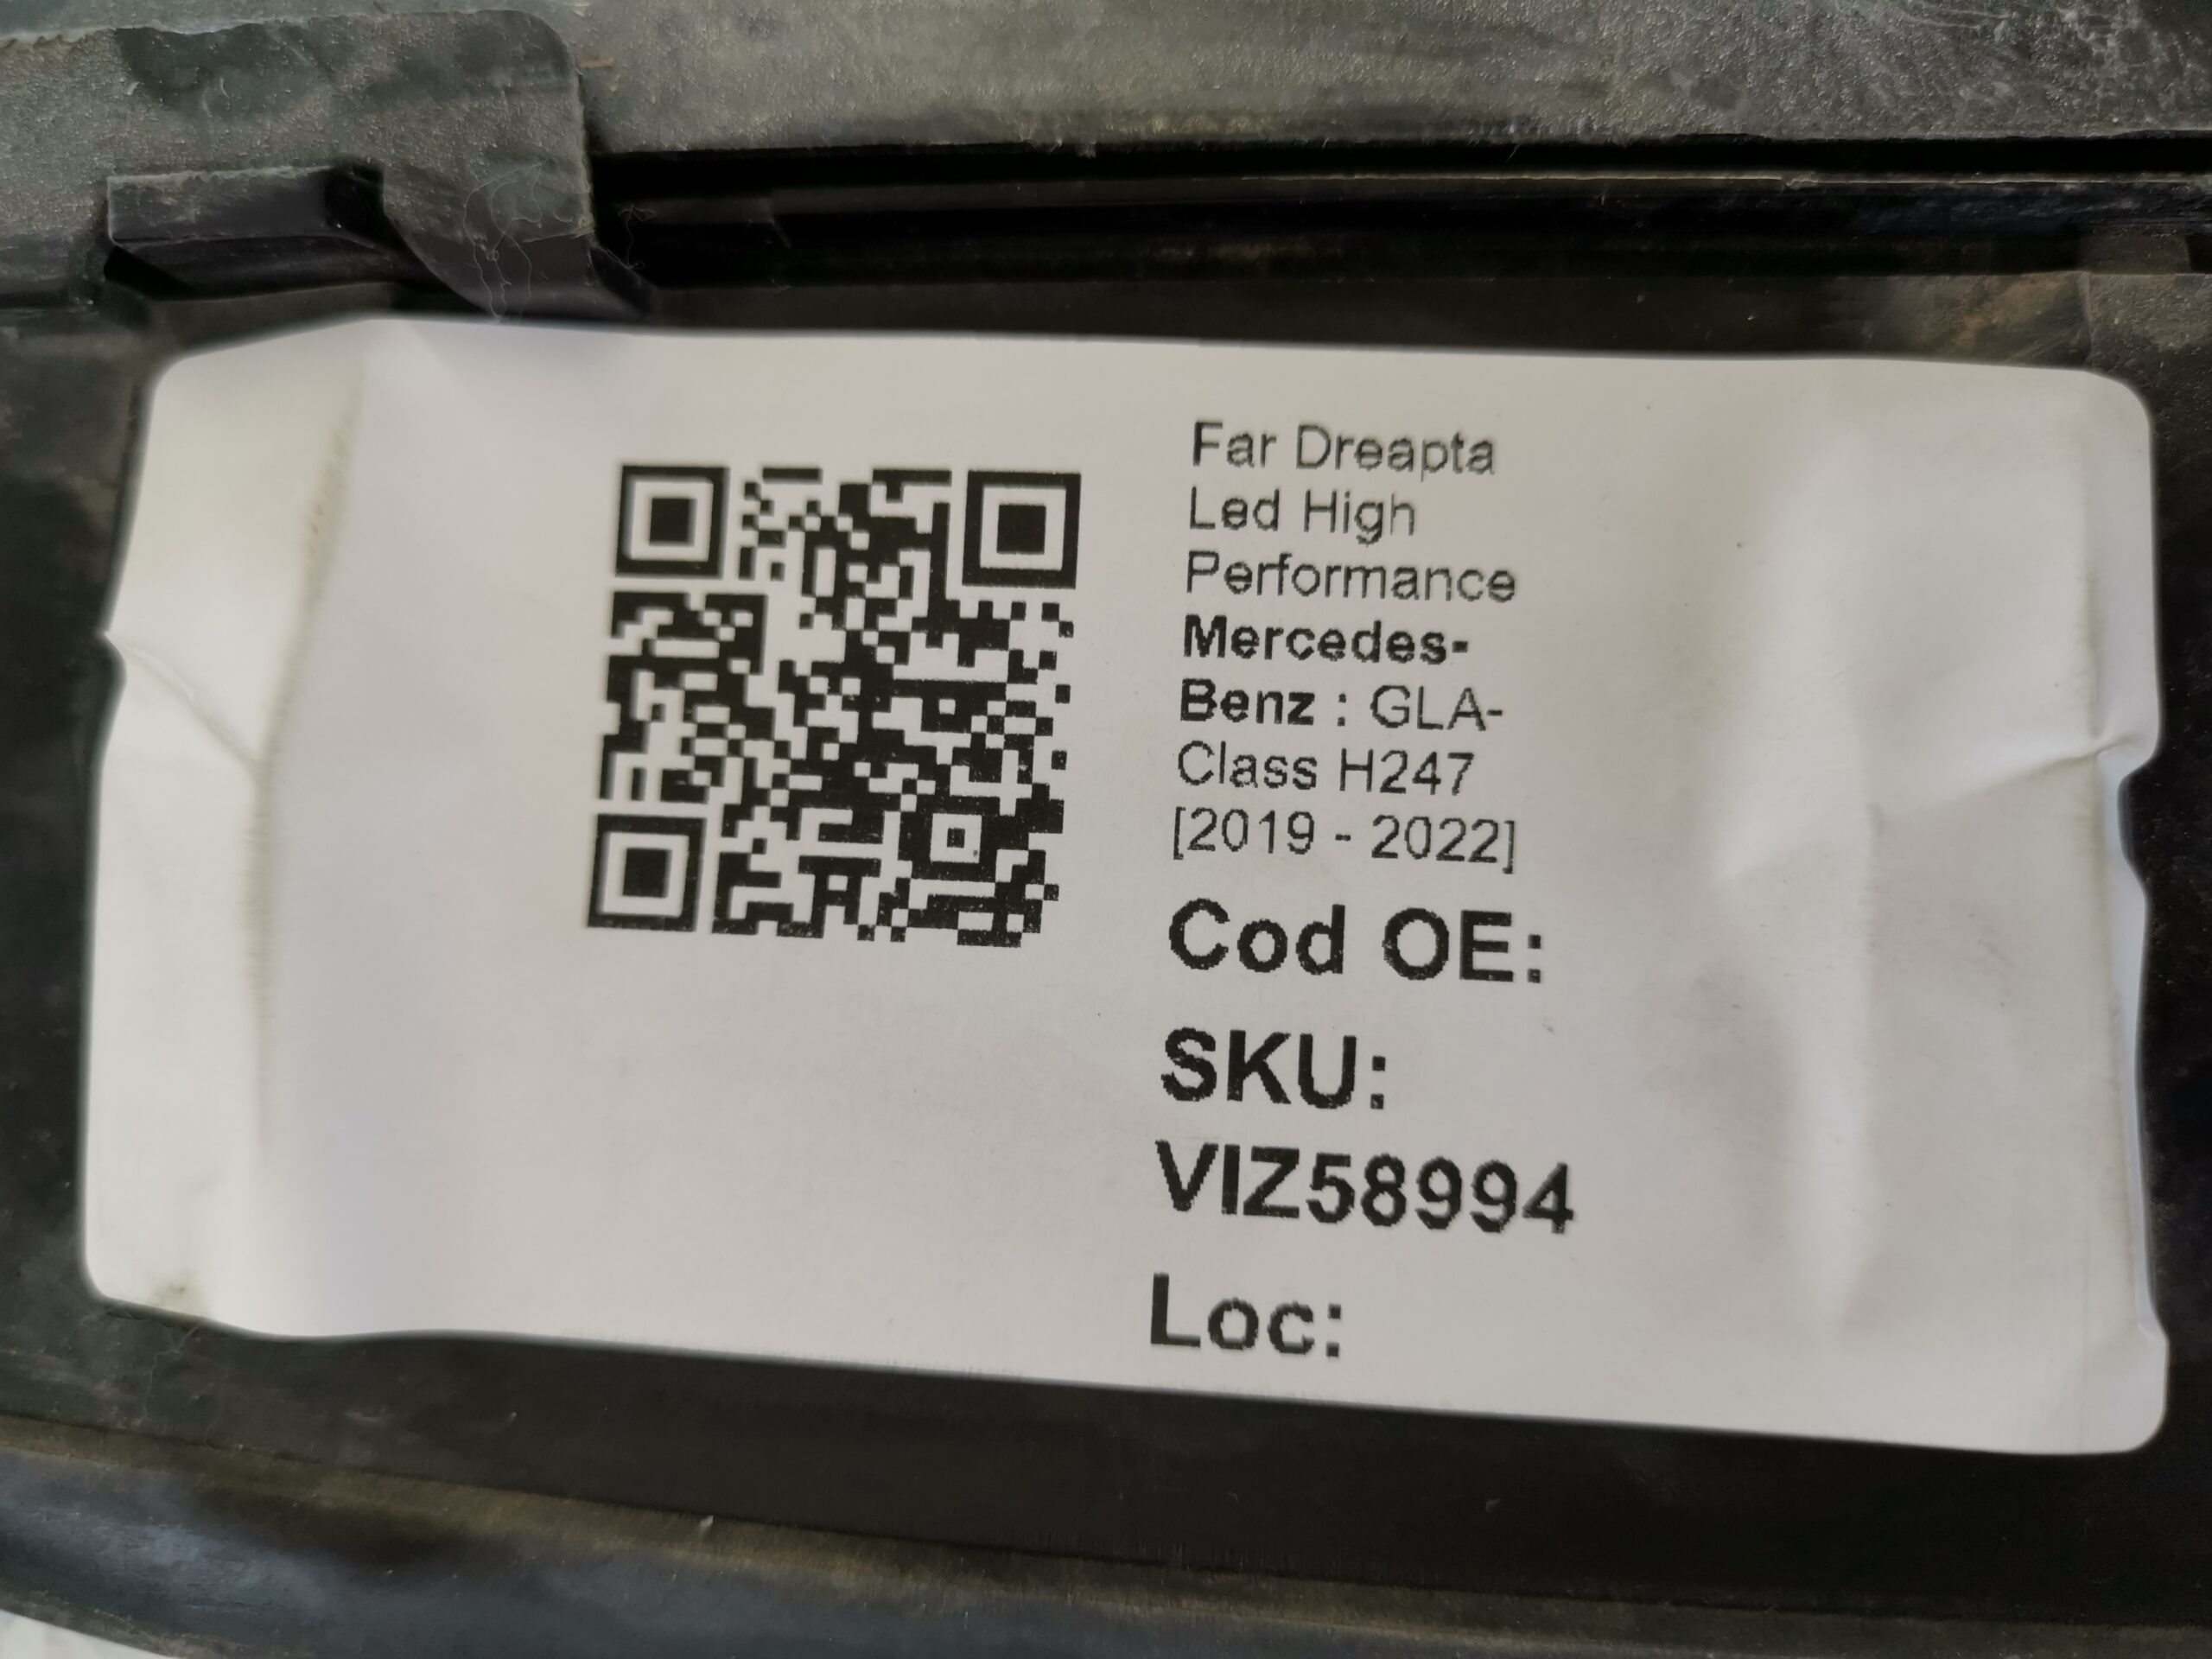 Far Dreapta
Led High
Performance
Mercedes-
Benz : GLA-
Class H247
[2019 - 2022]
Cod OE:
SKU:
VIZ58994
Loc: